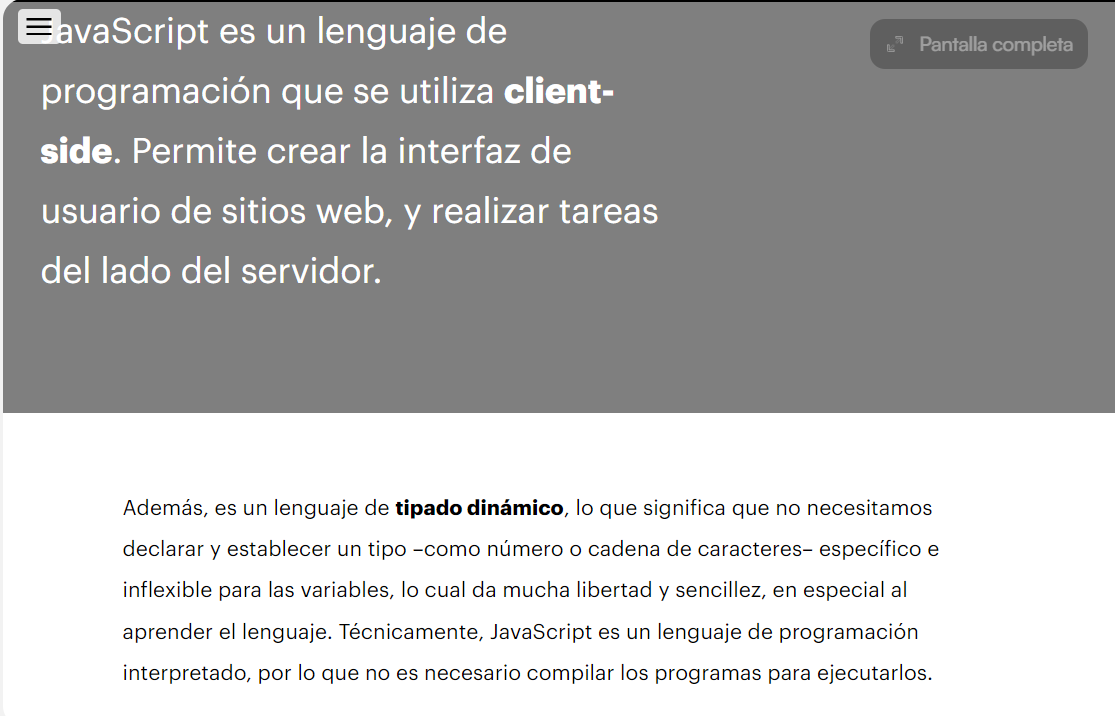 JavaScript es un lenguaje de
programación que se utiliza client-
side. Permite crear la interfaz de
usuario de sitios web, y realizar tareas
del lado del servidor.
Pantalla completa
Además, es un lenguaje de tipado dinámico, lo que significa que no necesitamos
declarar y establecer un tipo –como número o cadena de caracteres– específico e
inflexible para las variables, lo cual da mucha libertad y sencillez, en especial al
aprender el lenguaje. Técnicamente, JavaScript es un lenguaje de programación
interpretado, por lo que no es necesario compilar los programas para ejecutarlos.